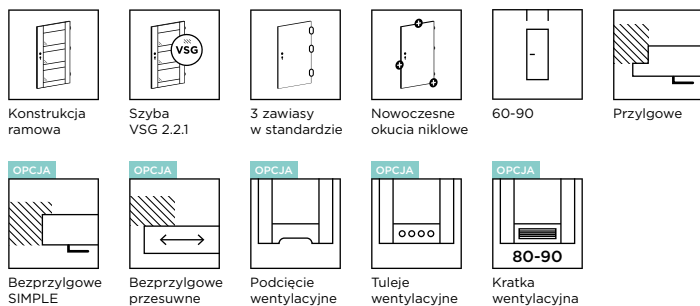 VSG
Konstrukcja
ramowa
Szyba
VSG 2.2.1
3 zawiasy
w standardzie
Nowoczesne
okucia niklowe
60-90
Przylgowe
OPCJA
OPCJA
OPCJA
OPCJA
OPCJA
80-90
Bezprzylgowe
SIMPLE
Bezprzylgowe
przesuwne
Podcięcie
wentylacyjne
Tuleje
wentylacyjne
Kratka
wentylacyjna